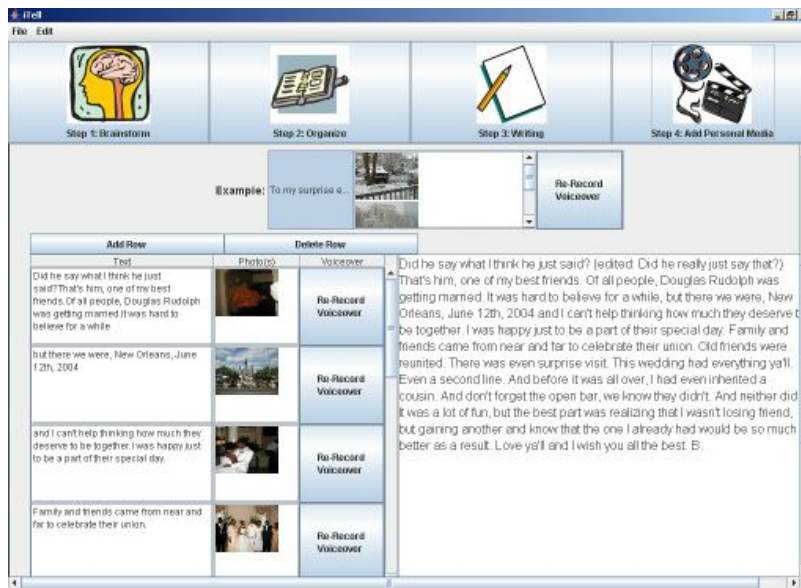 iTell
File Edit
Step 1: Brainstorm
Step 2: Organize
Step 3: Writing
Step 4: Add Personal Media
Example:
To my surprise e...
Re-Record
Voiceover
Add Row
Delete Row
Text
Photo(s)
Voiceover
Did he say what I think he just
said?That's him, one of my best
friends. Of all people, Douglas Rudolph
was getting married.It was hard to
believe for a while
Re-Record
Voiceover
but there we were, New Orleans, June
12th, 2004
Re-Record
Voiceover
and I can't help thinking how much they
deserve to be together.I was happy just
to be a part of their special day.
Re-Record
Voiceover
Family and friends came from near and
far to celebrate their union.
Re-Record
Voiceover
Did he say what I think he just said? (edited: Did he really just say that?)
That's him, one of my best friends. Of all people, Douglas Rudolph was
getting married. It was hard to believe for a while, but there we were, New
Orleans, June 12th, 2004 and I can't help thinking how much they deserve t
be together. I was happy just to be a part of their special day. Family and
friends came from near and far to celebrate their union. Old friends were
reunited. There was even surprise visit. This wedding had everything ya'll.
Even a second line. And before it was all over, I had even inherited a
cousin. And don't forget the open bar, we know they didn't. And neither did
It was a lot of fun, but the best part was realizing that I wasn't losing friend,
but gaining another and know that the one I already had would be so much
better as a result. Love ya'll and I wish you all the best. B.